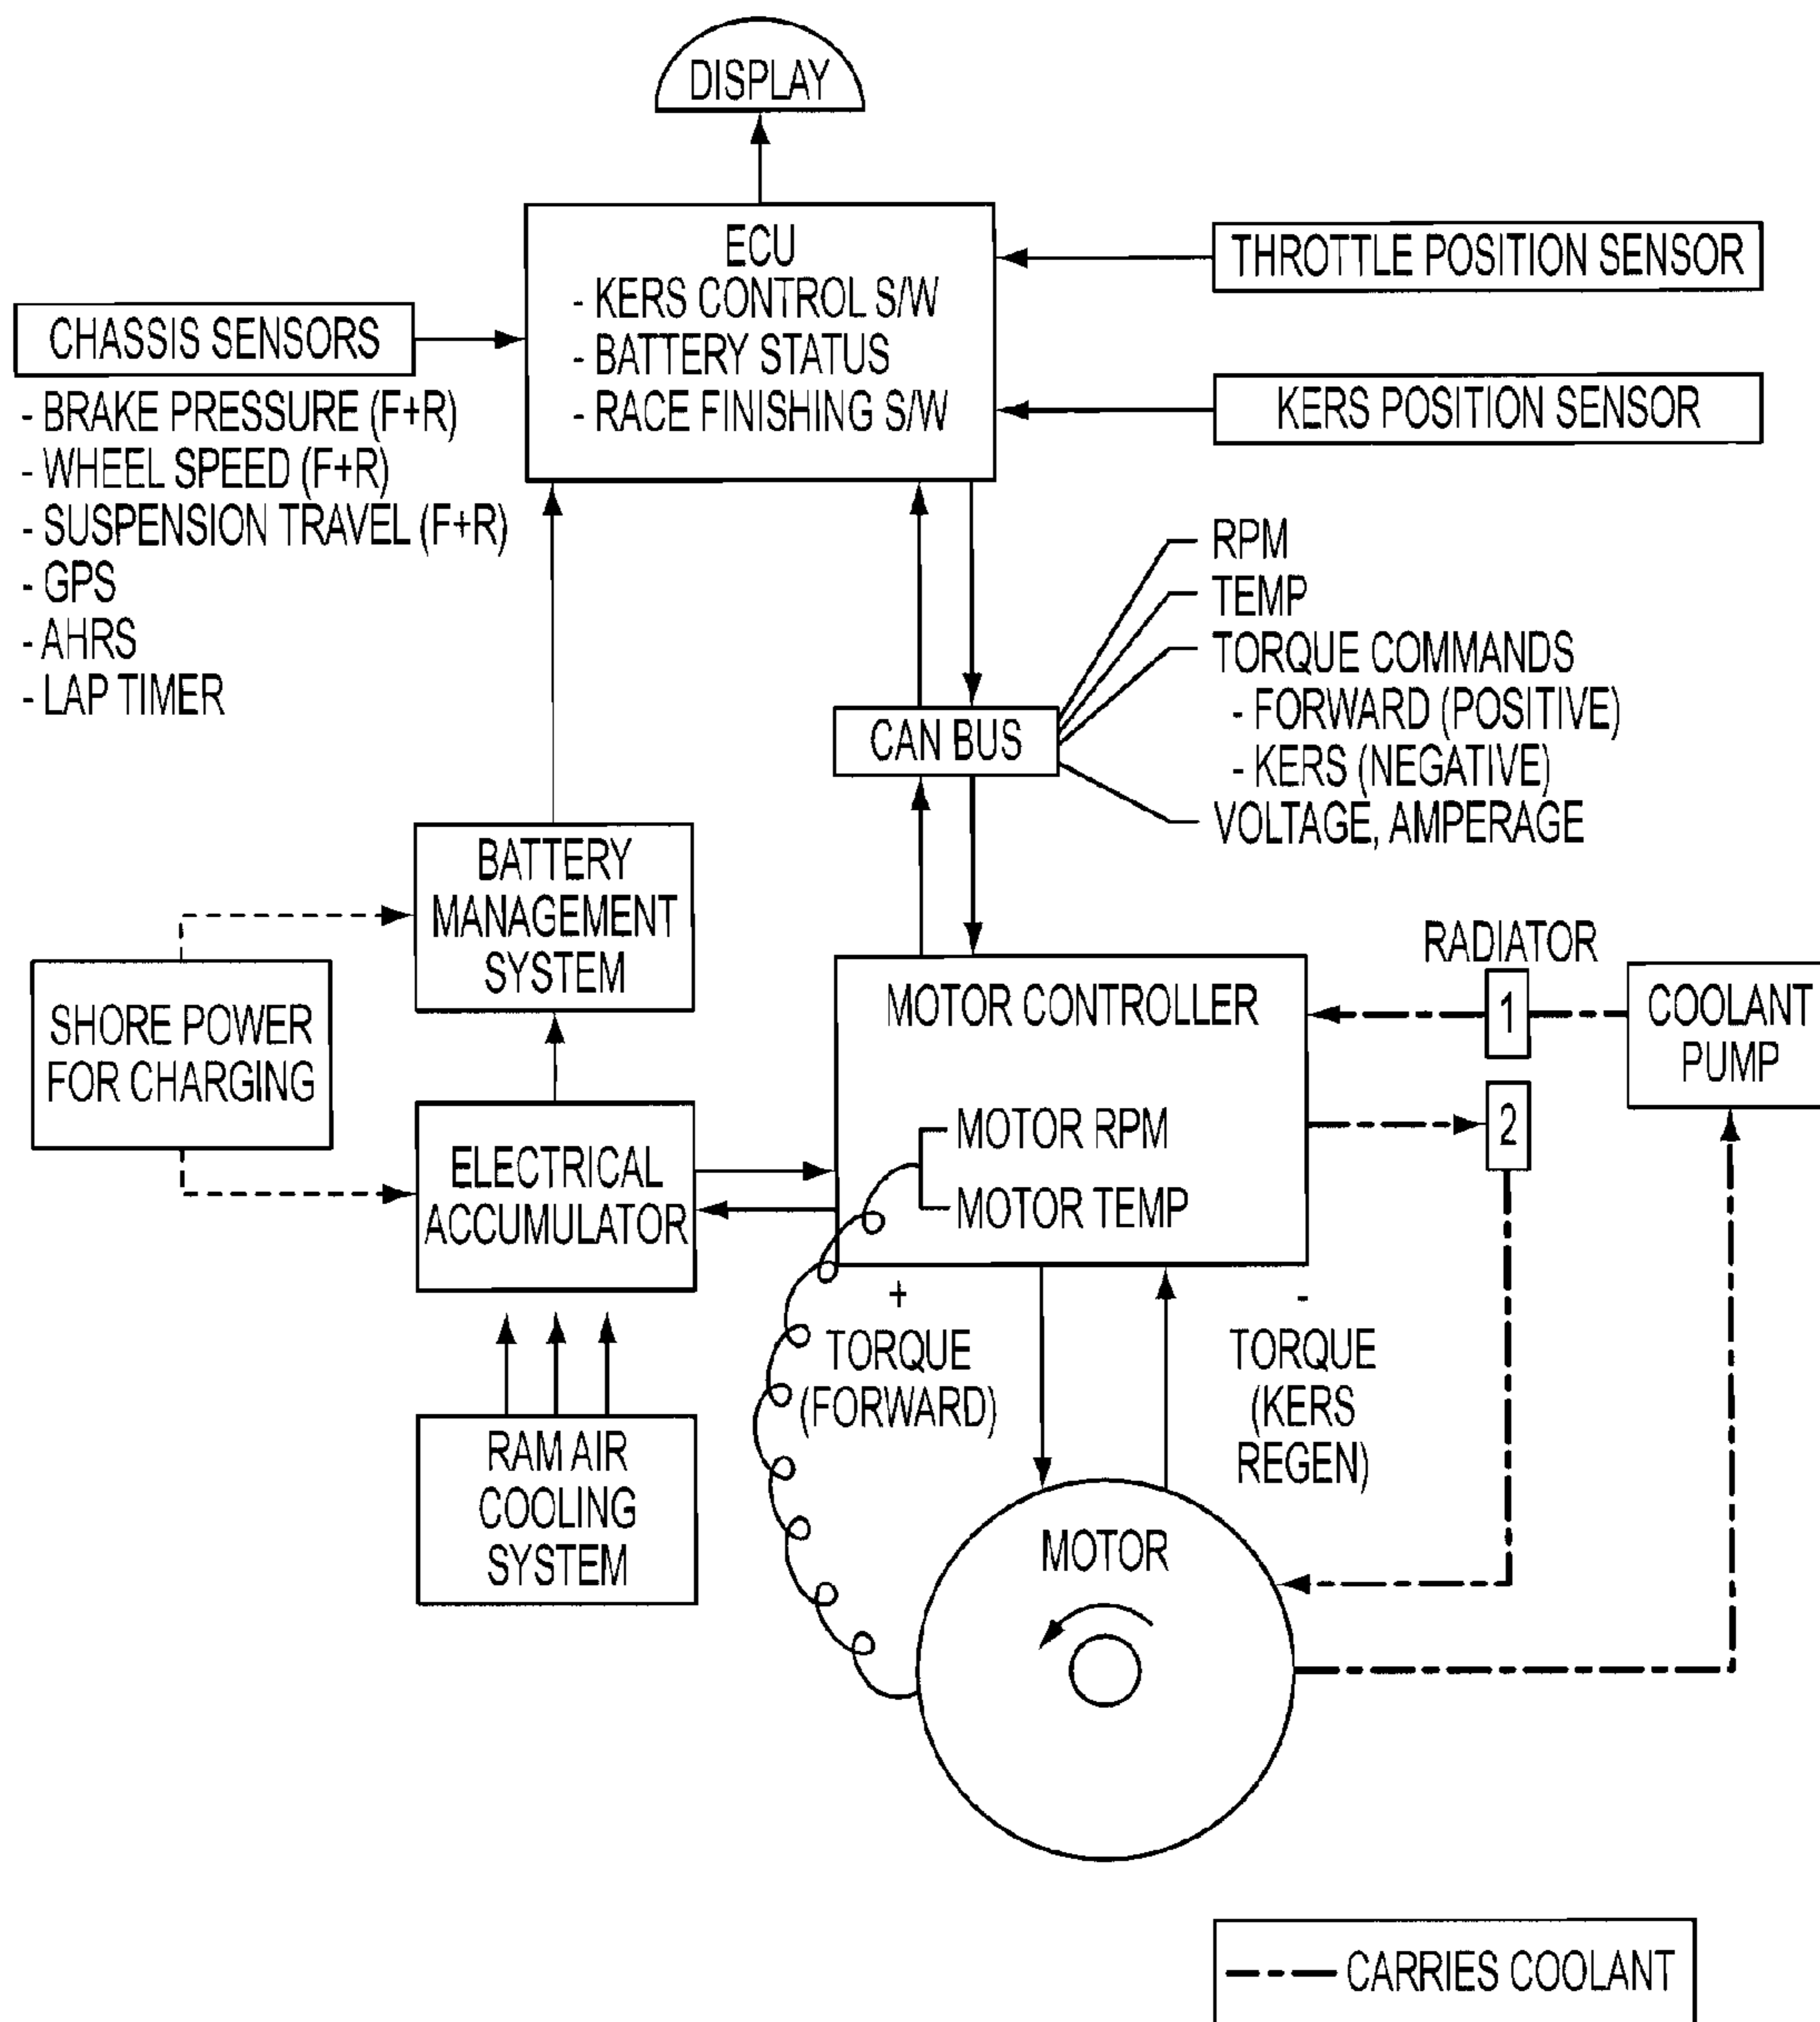 DISPLAY
ECU
- KERS CONTROL S/W
- BATTERY STATUS
- RACE FINISHING S/W
THROTTLE POSITION SENSOR
KERS POSITION SENSOR
CHASSIS SENSORS
- BRAKE PRESSURE (F+R)
- WHEEL SPEED (F+R)
- SUSPENSION TRAVEL (F+R)
- GPS
- AHRS
- LAP TIMER
CAN BUS
RPM
TEMP
TORQUE COMMANDS
- FORWARD (POSITIVE)
- KERS (NEGATIVE)
VOLTAGE, AMPERAGE
BATTERY
MANAGEMENT
SYSTEM
SHORE POWER
FOR CHARGING
ELECTRICAL
ACCUMULATOR
RAM AIR
COOLING
SYSTEM
MOTOR CONTROLLER
MOTOR RPM
MOTOR TEMP
RADIATOR
1
2
COOLANT
PUMP
+
TORQUE
(FORWARD)
-
TORQUE
(KERS
REGEN)
MOTOR
CARRIES COOLANT